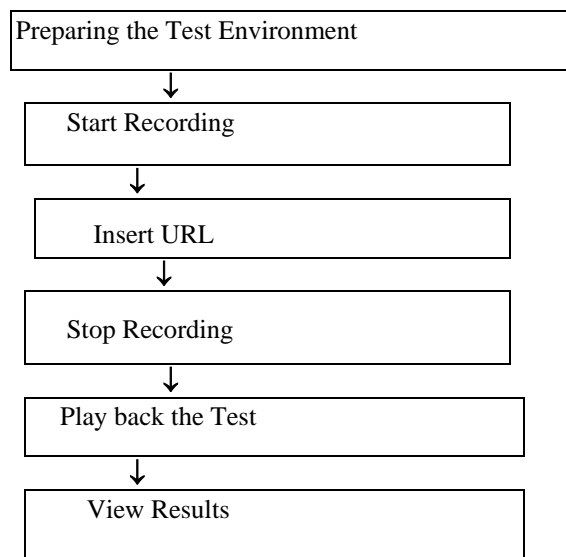 Preparing the Test Environment
Start Recording
Insert URL
Stop Recording
Play back the Test
View Results